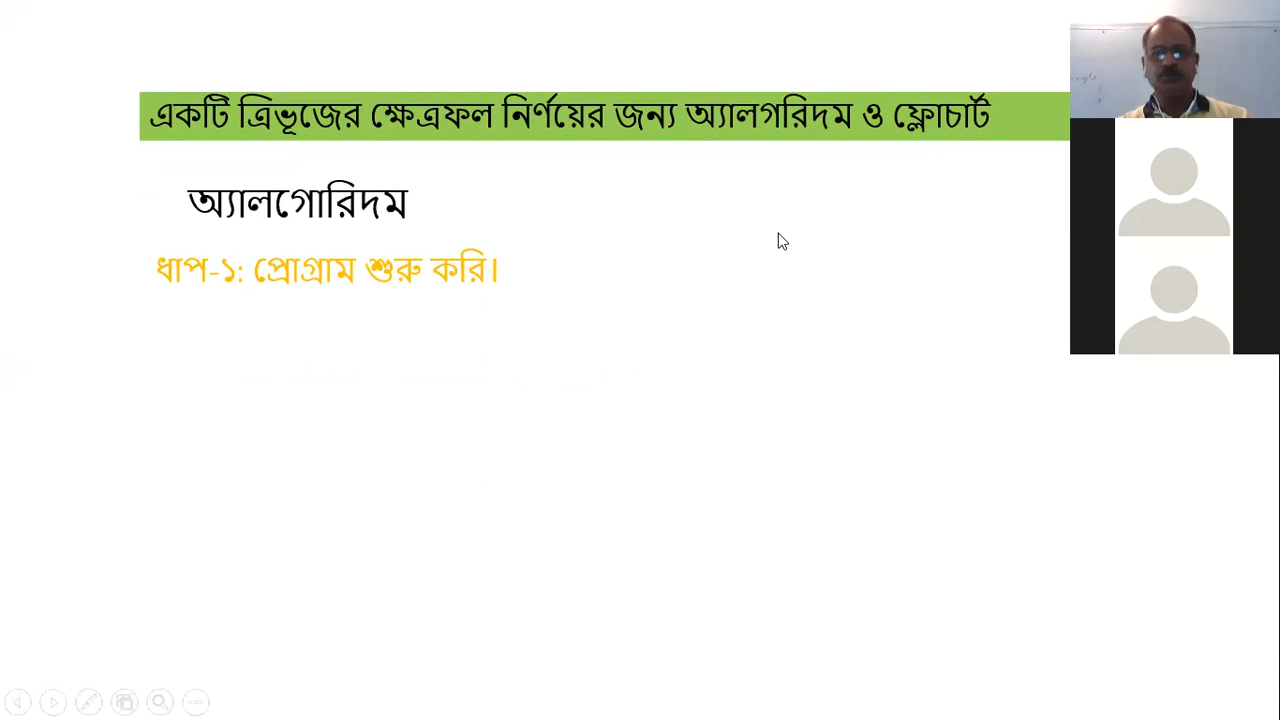 একটি ত্রিভূজের ক্ষেত্রফল নির্ণয়ের জন্য অ্যালগরিদম ও ফ্লোচার্ট
অ্যালগোরিদম
ধাপ-১: প্রোগ্রাম শুরু করি।